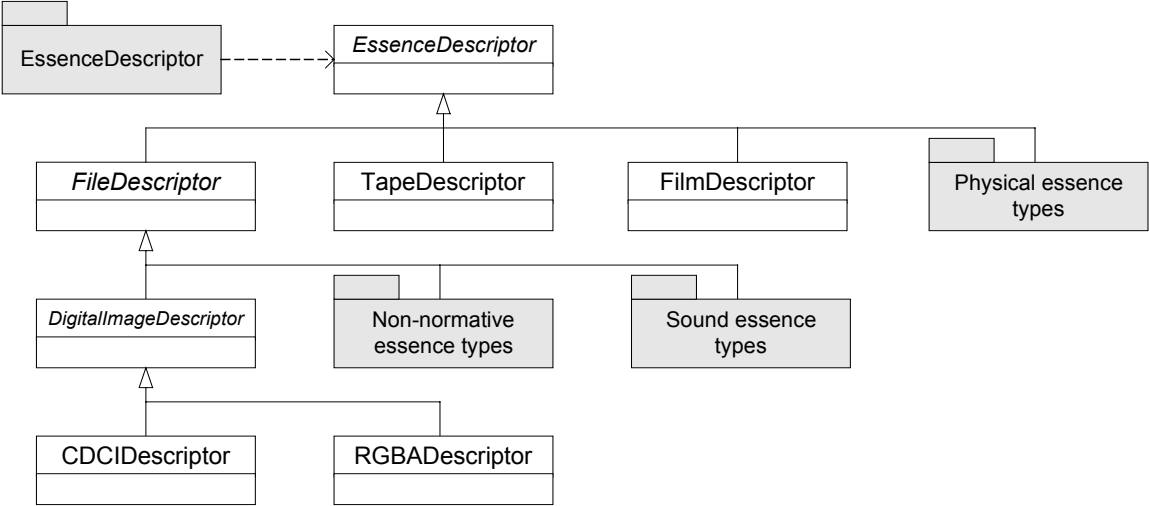 EssenceDescriptor
EssenceDescriptor
FileDescriptor
TapeDescriptor
FilmDescriptor
Physical essence
types
DigitalImageDescriptor
Non-normative
essence types
Sound essence
types
CDCIDescriptor
RGBADescriptor